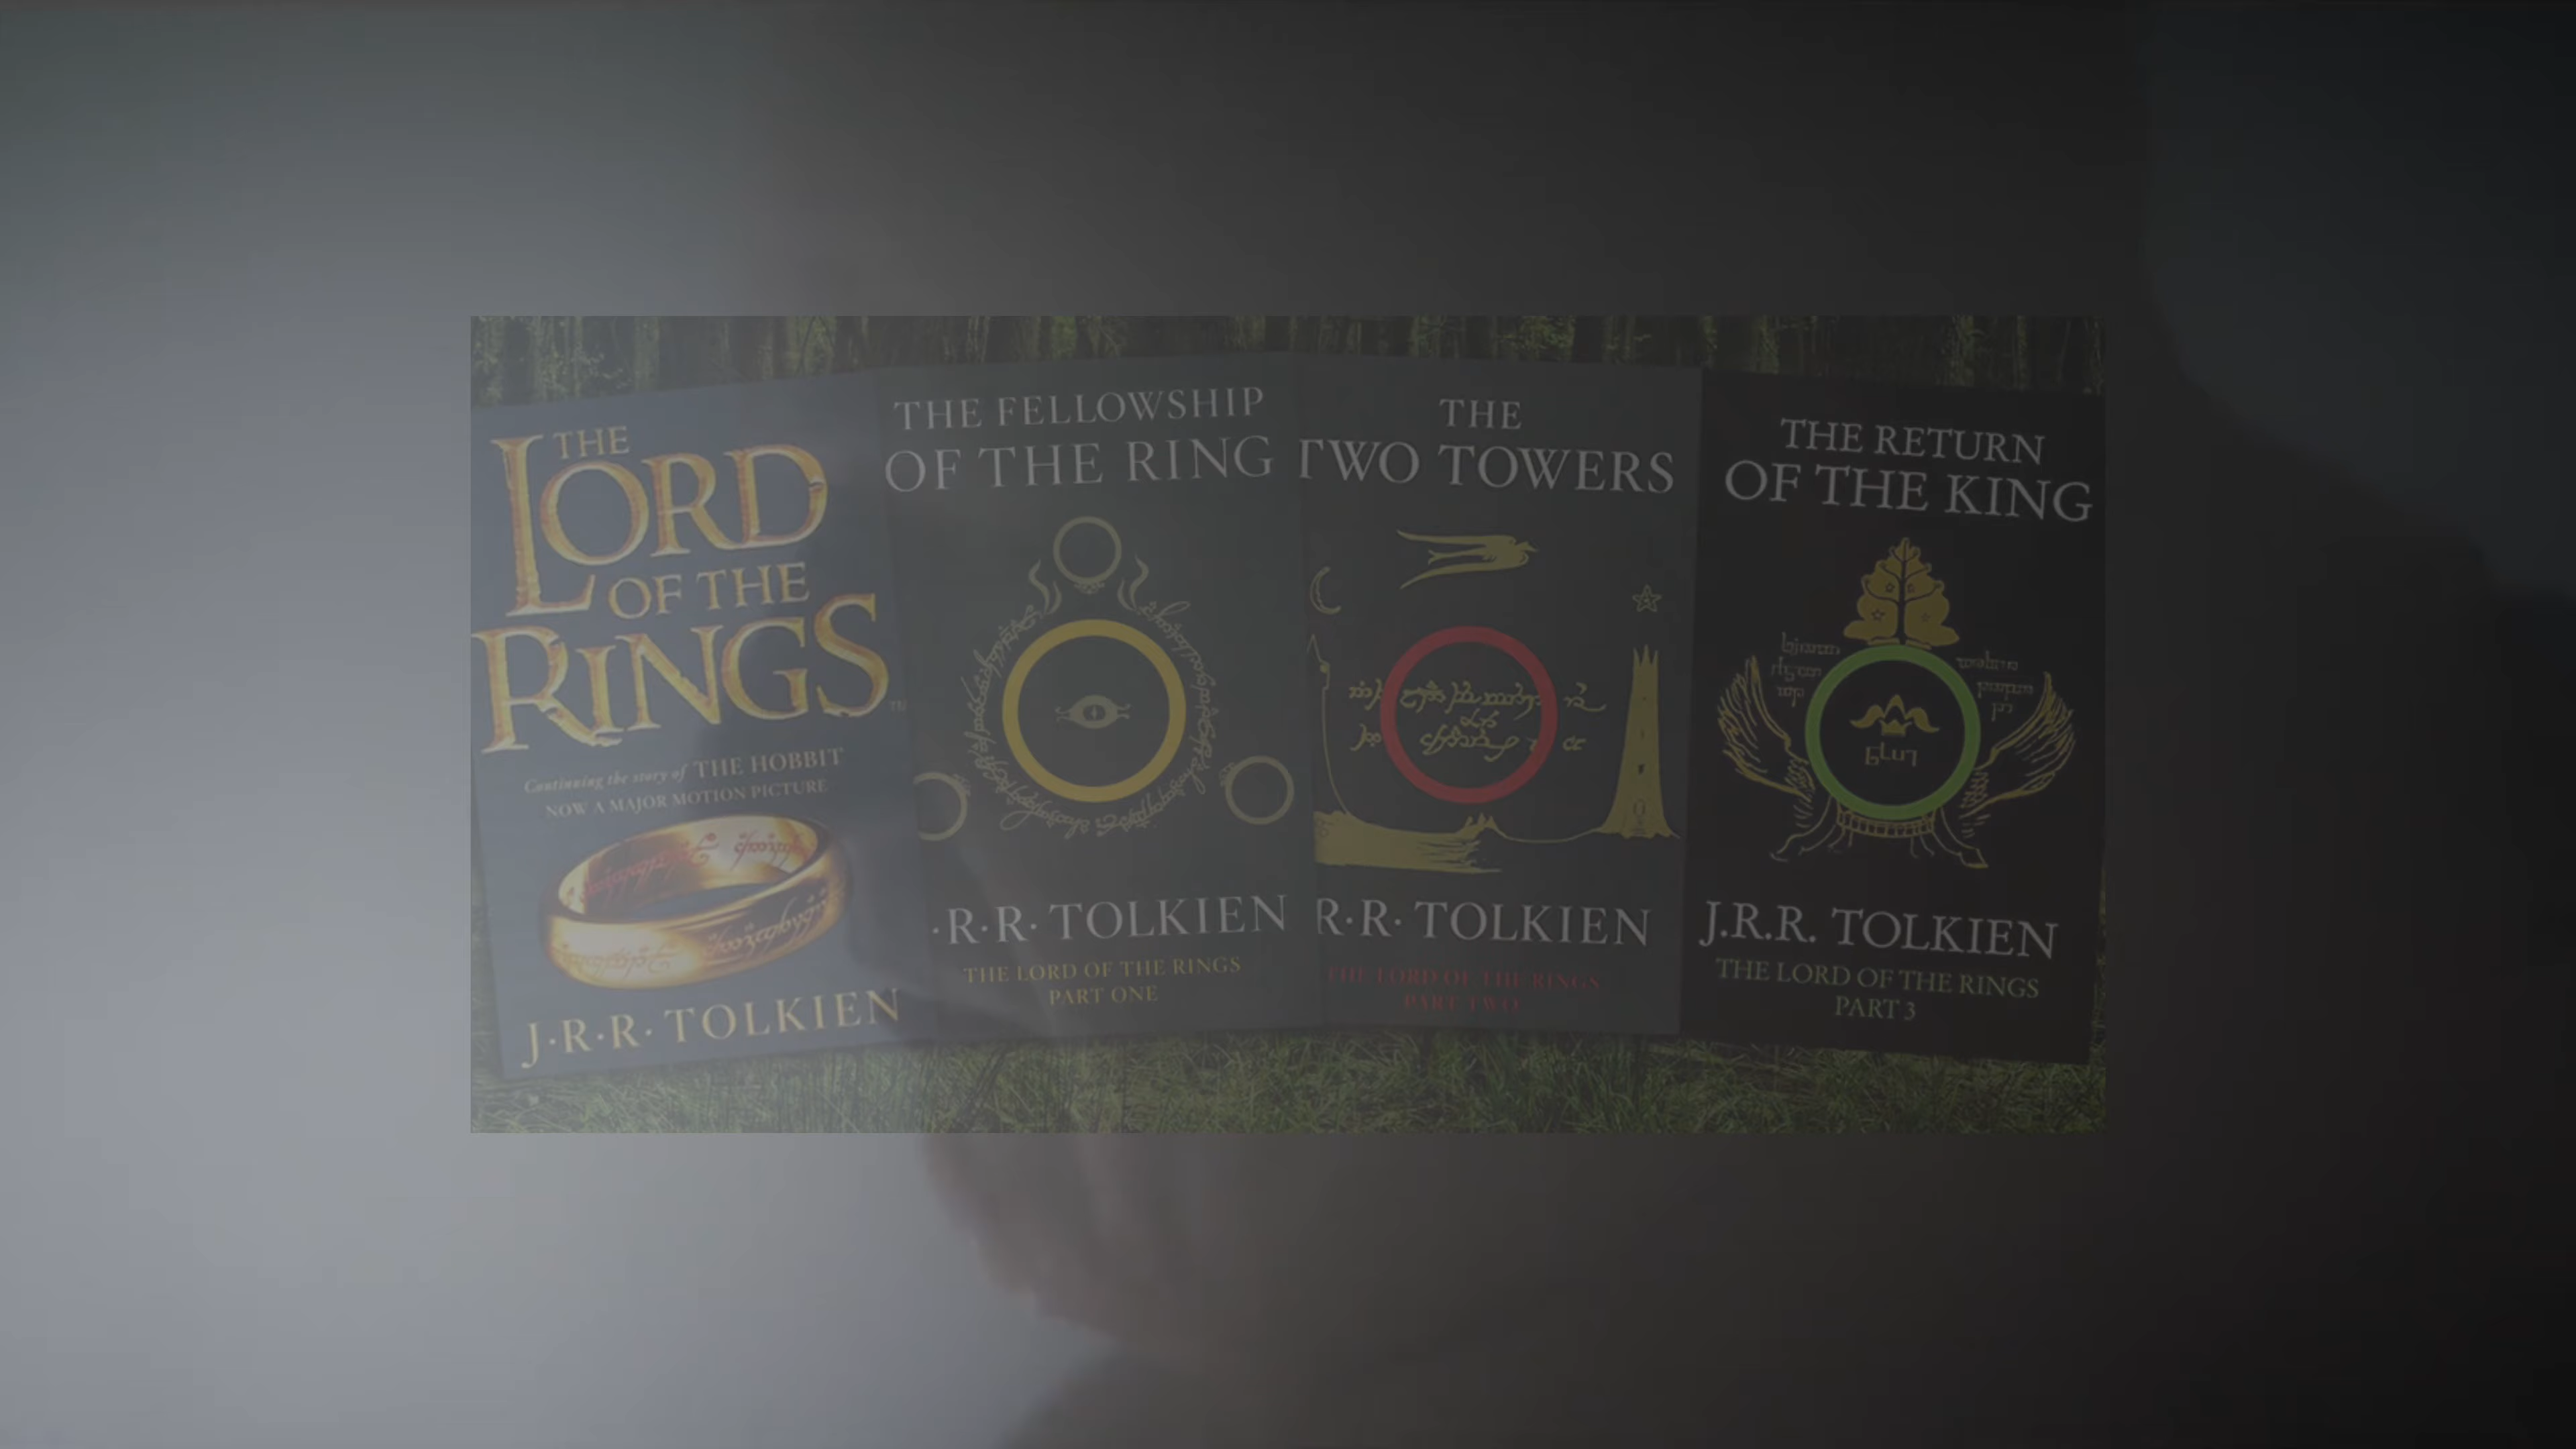 THE
LORD
OF THE
RINGS
Continuing the story of THE HOBBIT
NOW A MAJOR MOTION PICTURE
J·R·R·TOLKIEN
THE FELLOWSHIP
OF THE RING
·R·R· TOLKIEN
THE LORD OF THE RINGS
PART ONE
THE
TWO TOWERS
R·R· TOLKIEN
THE LORD OF THE RINGS
PART TWO
THE RETURN
OF THE KING
J.R.R. TOLKIEN
THE LORD OF THE RINGS
PART 3